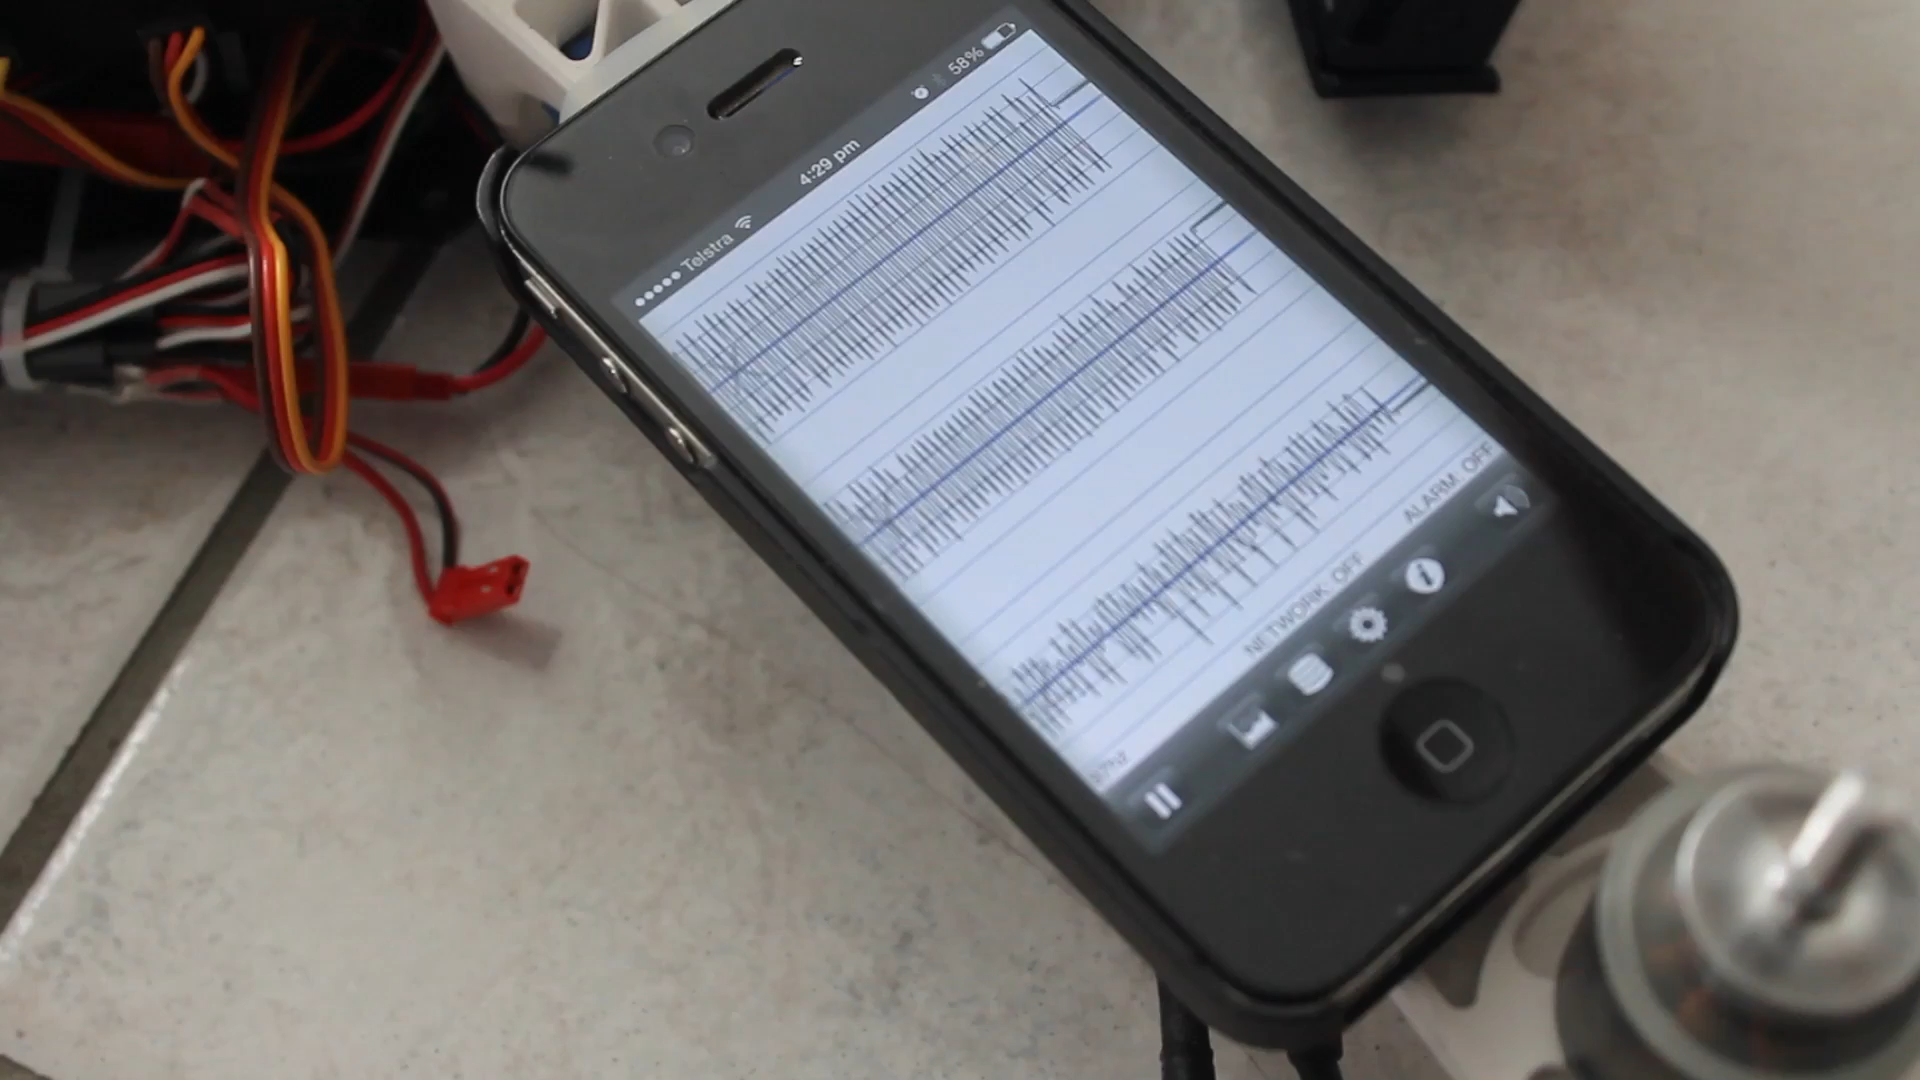 Telstra 4:29 pm 58%
ALARM: OFF
NETWORK: OFF